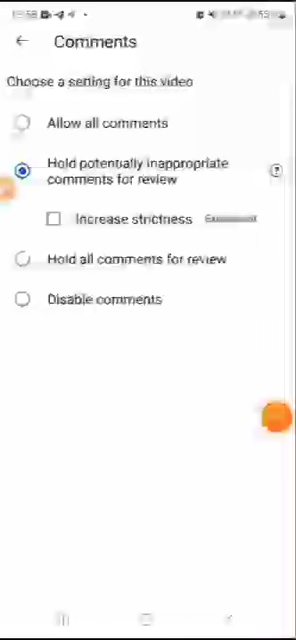 Comments
Choose a setting for this video
Allow all comments
Hold potentially inappropriate
comments for review
Increase strictness
Hold all comments for review
Disable comments